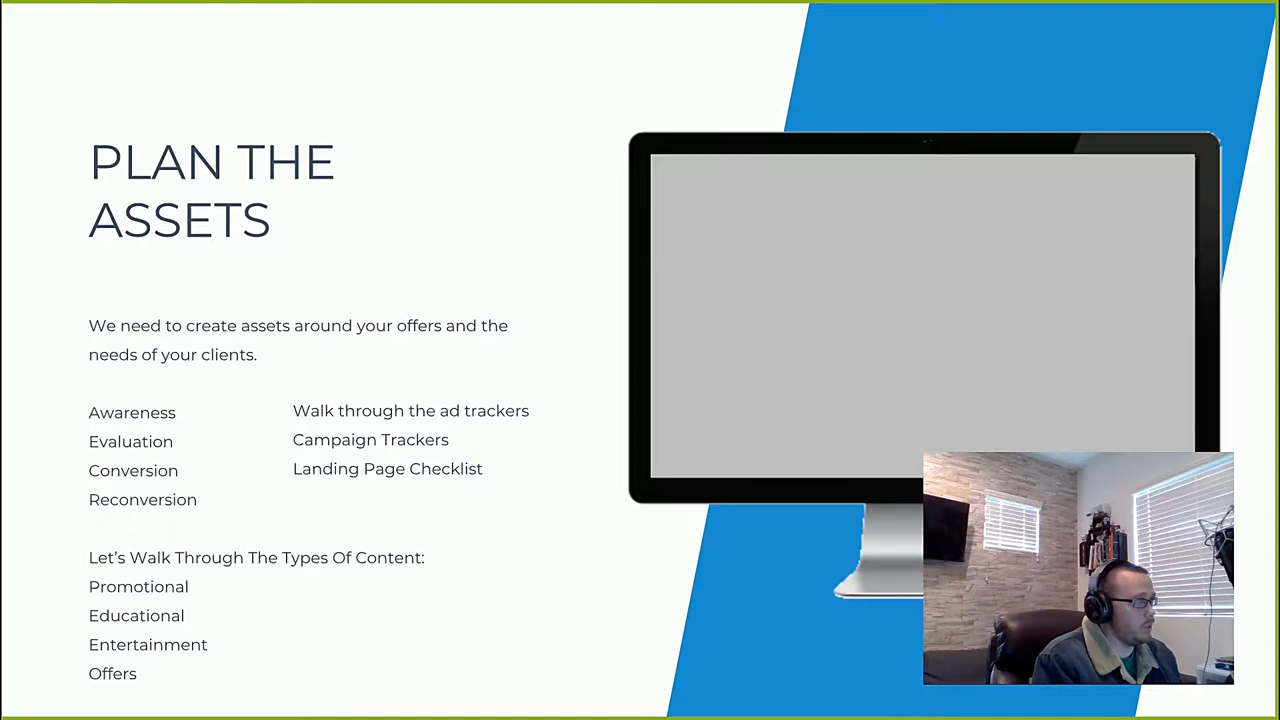 PLAN THE
ASSETS
We need to create assets around your offers and the
needs of your clients.
Awareness
Evaluation
Conversion
Reconversion
Walk through the ad trackers
Campaign Trackers
Landing Page Checklist
Let’s Walk Through The Types Of Content:
Promotional
Educational
Entertainment
Offers